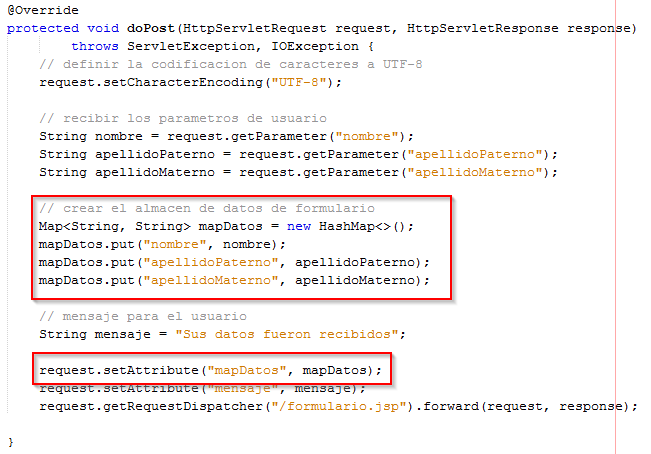 @Override
protected void doPost(HttpServletRequest request, HttpServletResponse response)
        throws ServletException, IOException {
    // definir la codificacion de caracteres a UTF-8
    request.setCharacterEncoding("UTF-8");

    // recibir los parametros de usuario
    String nombre = request.getParameter("nombre");
    String apellidoPaterno = request.getParameter("apellidoPaterno");
    String apellidoMaterno = request.getParameter("apellidoMaterno");

    // crear el almacen de datos de formulario
    Map<String, String> mapDatos = new HashMap<>();
    mapDatos.put("nombre", nombre);
    mapDatos.put("apellidoPaterno", apellidoPaterno);
    mapDatos.put("apellidoMaterno", apellidoMaterno);

    // mensaje para el usuario
    String mensaje = "Sus datos fueron recibidos";

    request.setAttribute("mapDatos", mapDatos);
    request.setAttribute("mensaje", mensaje);
    request.getRequestDispatcher("/formulario.jsp").forward(request, response);

}